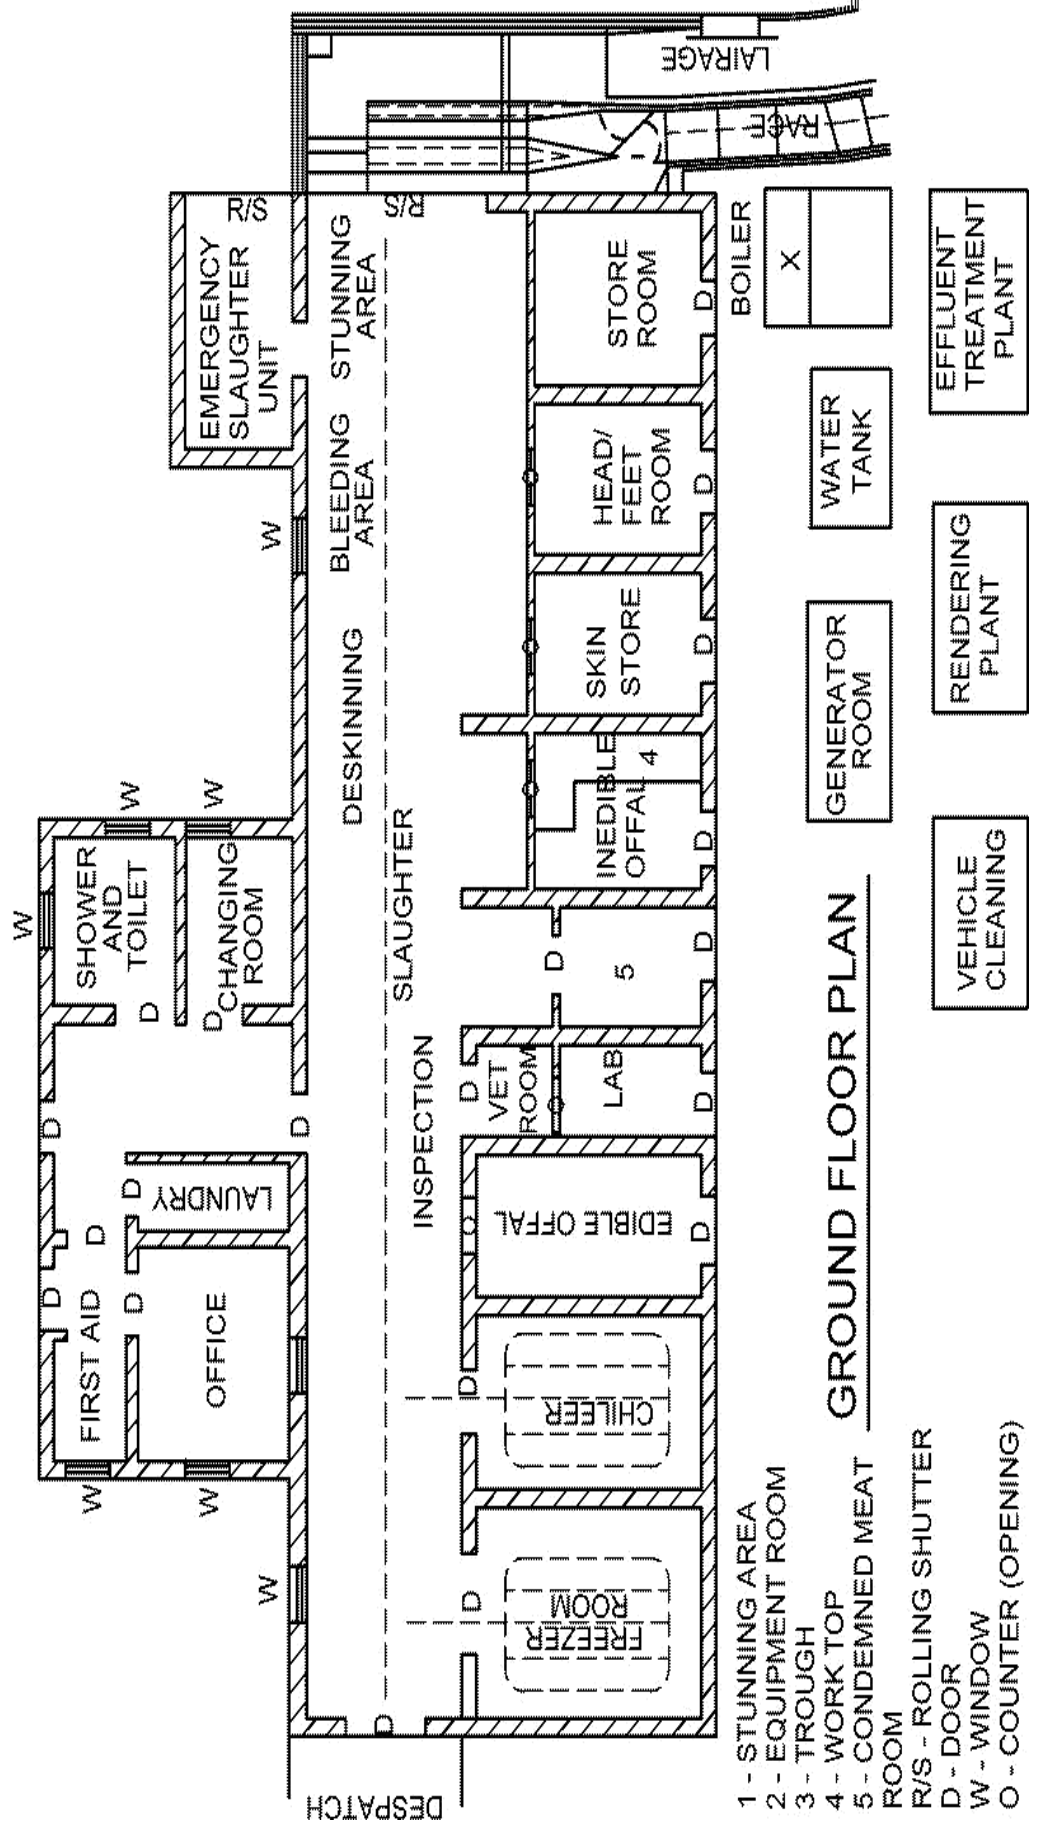 LAIRAGE
RACE
R/S
R/S
EMERGENCY
SLAUGHTER
UNIT
STUNNING
AREA
BLEEDING
AREA
DESKINNING
SLAUGHTER
INSPECTION
STORE
ROOM
D
HEAD/
FEET
ROOM
D
SKIN
STORE
D
INEDIBLE
OFFAL
4
D
D
5
D
D
VET
ROOM
LAB
D
EDIBLE OFFAL
D
D
CHILEER
D
FREEZER
ROOM
D
DESPATCH
W
W
W
W
SHOWER
AND
TOILET
D
CHANGING
ROOM
D
D
D
LAUNDRY
D
D
D
D
FIRST AID
OFFICE
W
W
W
BOILER
X
WATER
TANK
GENERATOR
ROOM
EFFLUENT
TREATMENT
PLANT
RENDERING
PLANT
VEHICLE
CLEANING
GROUND FLOOR PLAN
1 - STUNNING AREA
2 - EQUIPMENT ROOM
3 - TROUGH
4 - WORK TOP
5 - CONDEMNED MEAT
ROOM
R/S - ROLLING SHUTTER
D - DOOR
W - WINDOW
O - COUNTER (OPENING)